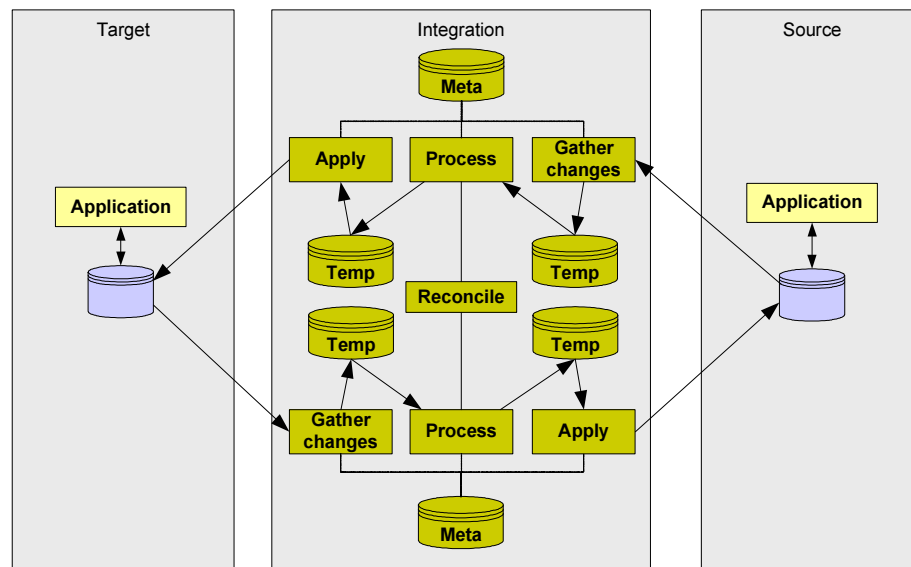 Target
Integration
Source
Meta
Apply
Process
Gather
changes
Application
Application
Temp
Temp
Reconcile
Temp
Temp
Gather
changes
Process
Apply
Meta